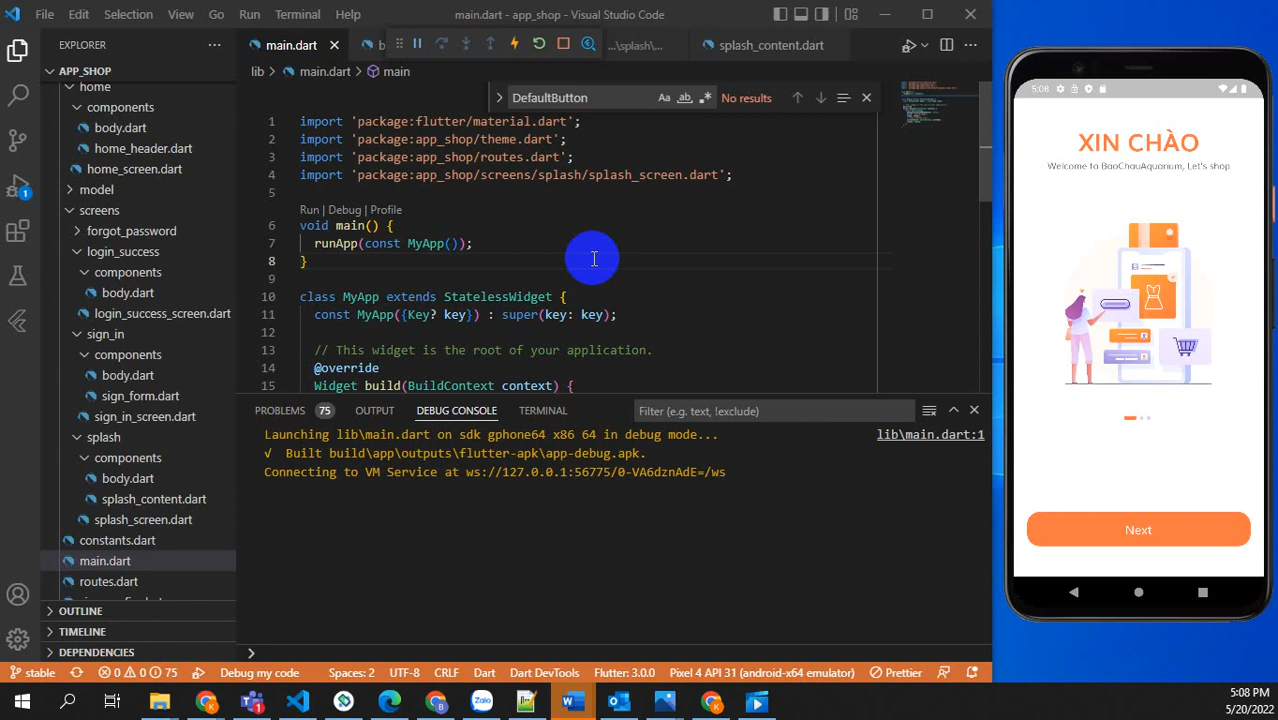 File Edit Selection View Go Run Terminal Help
main.dart - app_shop - Visual Studio Code
EXPLORER
main.dart
b
...\splash\...
splash_content.dart
APP_SHOP
home
components
body.dart
home_header.dart
home_screen.dart
model
screens
forgot_password
login_success
components
body.dart
login_success_screen.dart
sign_in
components
body.dart
sign_form.dart
sign_in_screen.dart
splash
components
body.dart
splash_content.dart
splash_screen.dart
constants.dart
main.dart
routes.dart
OUTLINE
TIMELINE
DEPENDENCIES
1
lib > main.dart > main
DefaultButton
Aa ab .*
No results
1 import 'package:flutter/material.dart';
2 import 'package:app_shop/theme.dart';
3 import 'package:app_shop/routes.dart';
4 import 'package:app_shop/screens/splash/splash_screen.dart';
5
Run | Debug | Profile
6 void main() {
7 runApp(const MyApp());
8 }
9
10 class MyApp extends StatelessWidget {
11 const MyApp({Key? key}) : super(key: key);
12
13 // This widget is the root of your application.
14 @override
15 Widget build(BuildContext context) {
PROBLEMS 75 OUTPUT DEBUG CONSOLE TERMINAL
Filter (e.g. text, !exclude)
Launching lib\main.dart on sdk gphone64 x86 64 in debug mode...
lib\main.dart:1
√ Built build\app\outputs\flutter-apk\app-debug.apk.
Connecting to VM Service at ws://127.0.0.1:56775/0-VA6dznAdE=/ws
stable
0 0 75
Debug my code
Spaces: 2 UTF-8 CRLF Dart Dart DevTools Flutter: 3.0.0 Pixel 4 API 31 (android-x64 emulator) Prettier
5:08
XIN CHÀO
Welcome to BaoChauAquarium, Let's shop
Next
5:08 PM
5/20/2022